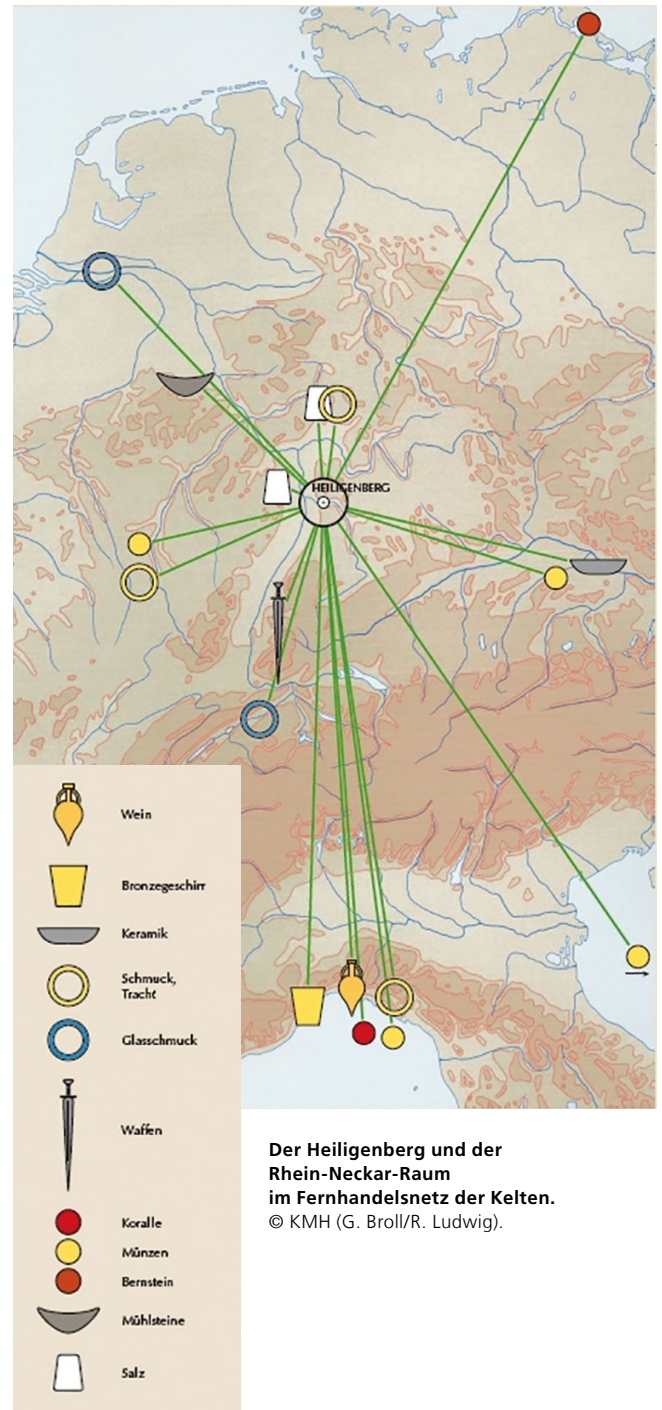 HEILIGENBERG
Wein
Bronzegeschirr
Keramik
Schmuck,
Tracht
Glasschmuck
Waffen
Koralle
Münzen
Bernstein
Mühlsteine
Salz
Der Heiligenberg und der
Rhein-Neckar-Raum
im Fernhandelsnetz der Kelten.
© KMH (G. Broll/R. Ludwig).